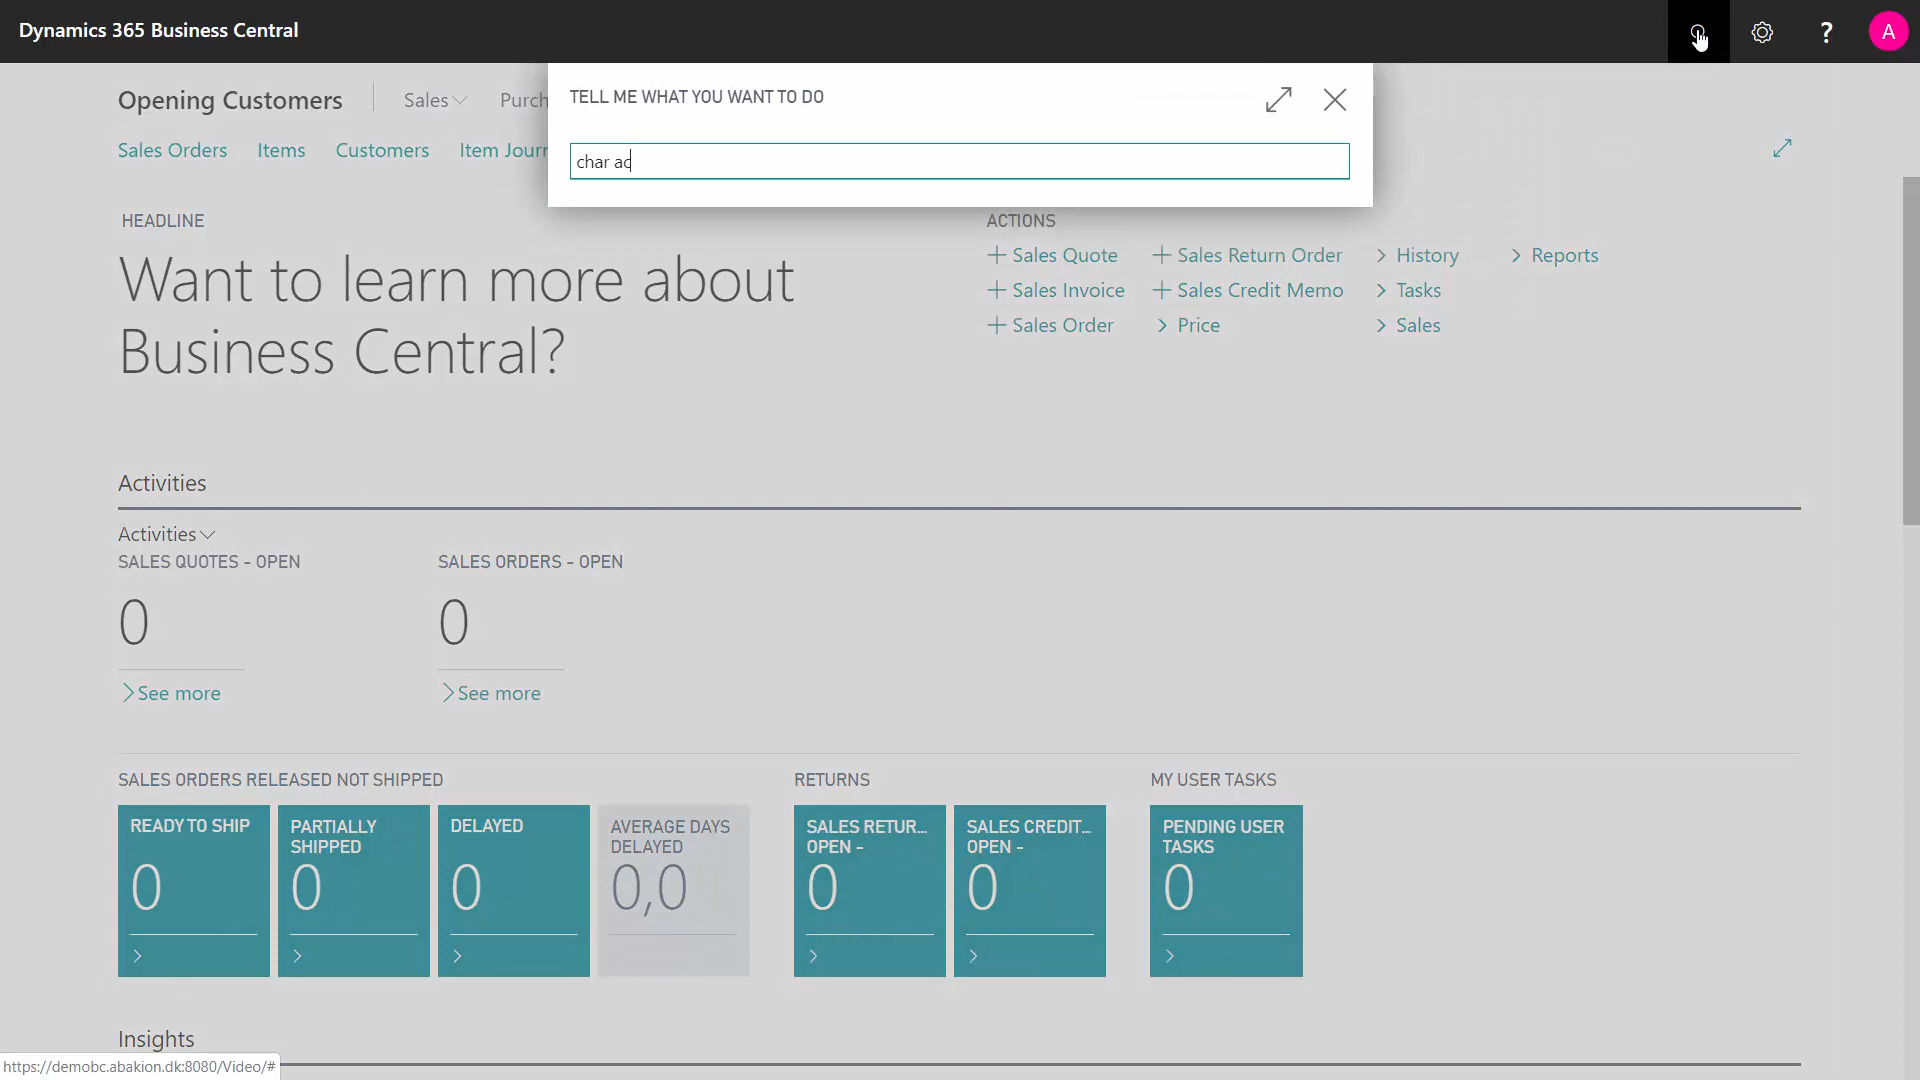 Dynamics 365 Business Central
?
A
TELL ME WHAT YOU WANT TO DO
char ac
Opening Customers
Sales
Purch
Sales Orders
Items
Customers
Item Journ
HEADLINE
Want to learn more about
Business Central?
ACTIONS
Sales Quote
Sales Return Order
History
Reports
Sales Invoice
Sales Credit Memo
Tasks
Sales Order
Price
Sales
Activities
Activities
SALES QUOTES - OPEN
SALES ORDERS - OPEN
0
0
See more
See more
SALES ORDERS RELEASED NOT SHIPPED
RETURNS
MY USER TASKS
READY TO SHIP
0
PARTIALLY
SHIPPED
0
DELAYED
0
AVERAGE DAYS
DELAYED
0,0
SALES RETUR...
OPEN -
0
SALES CREDIT...
OPEN -
0
PENDING USER
TASKS
0
Insights
https://demobc.abakion.dk:8080/Video/#